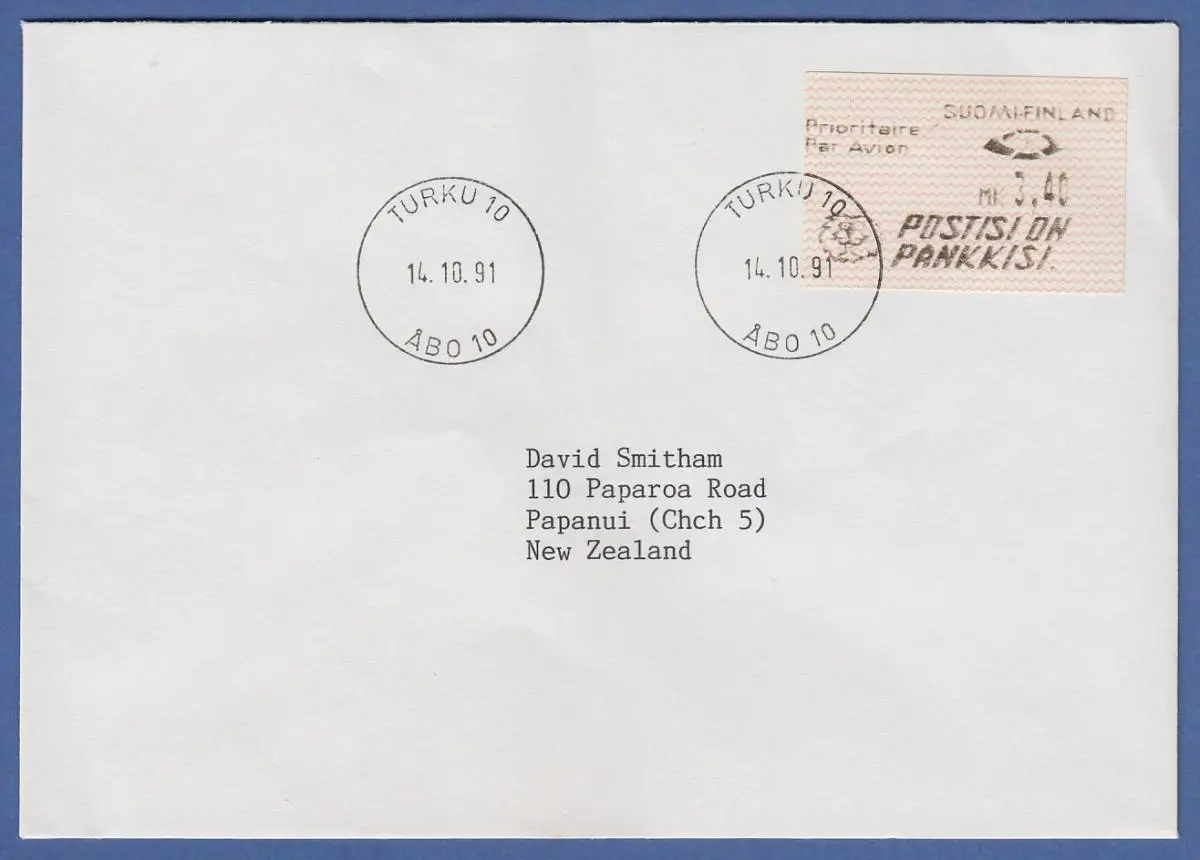 SUOMI-FINLAND
Prioritaire/
Par Avion
MK 3,40
POSTISI ON
PANKKISI.
TURKU 10
14.10.91
ÅBO 10
TURKU 10
14.10.91
ÅBO 10
David Smitham
110 Paparoa Road
Papanui (Chch 5)
New Zealand